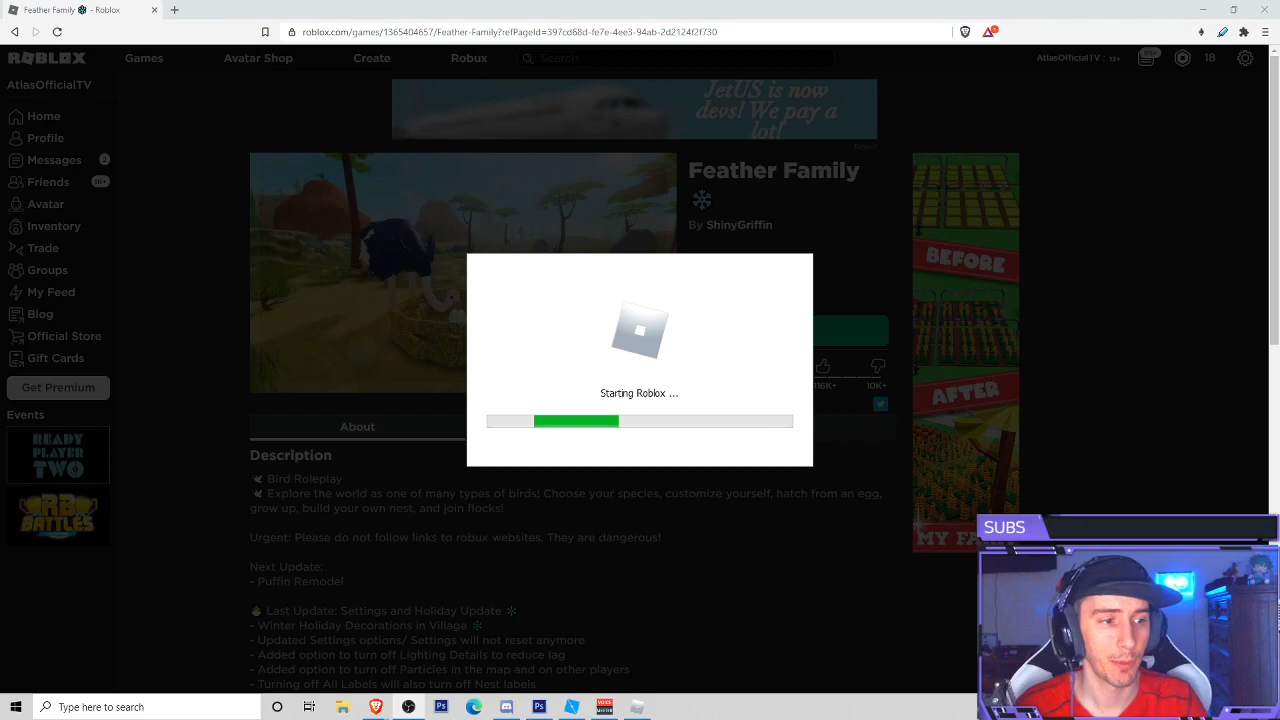 Feather Family ❄ - Roblox
roblox.com/games/1365404657/Feather-Family?refPageId=397cd68d-fe7e-4ee3-94ab-2d2124f2f730
ROBLOX
Games
Avatar Shop
Create
Robux
Search
AtlasOfficialTV : 13+
18
AtlasOfficialTV
Home
Profile
Messages 2
Friends
Avatar
Inventory
Trade
Groups
My Feed
Blog
Official Store
Gift Cards
Get Premium
Events
READY
PLAYER
TWO
RB
BATTLES
JetUS is now
devs! We pay a
lot!
Feather Family
❄
By ShinyGriffin
116K+
10K+
Starting Roblox ...
About
Description
🕊 Bird Roleplay
🕊 Explore the world as one of many types of birds! Choose your species, customize yourself, hatch from an egg,
grow up, build your own nest, and join flocks!
Urgent: Please do not follow links to robux websites. They are dangerous!
Next Update:
- Puffin Remodel
Last Update: Settings and Holiday Update ❄
- Winter Holiday Decorations in Village ❄
- Updated Settings options/ Settings will not reset anymore
- Added option to turn off Lighting Details to reduce lag
- Added option to turn off Particles in the map and on other players
- Turning off All Labels will also turn off Nest labels
BEFORE
AFTER
MY FARM
SUBS
Type here to search